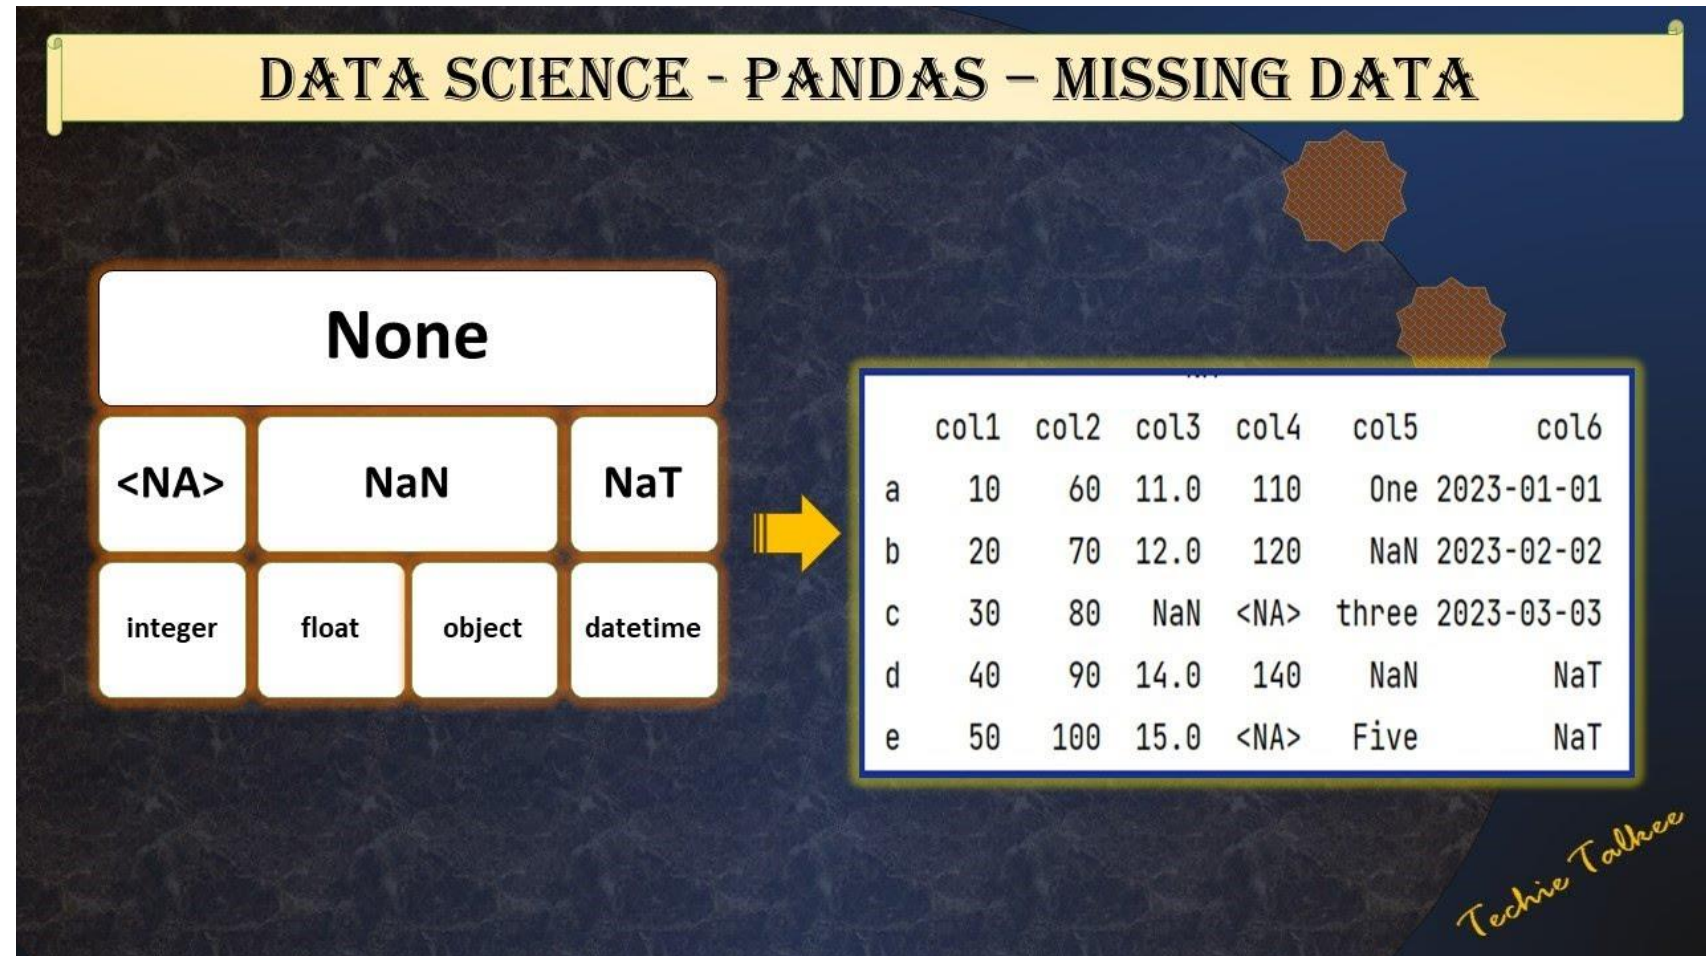 DATA SCIENCE - PANDAS – MISSING DATA
None
<NA> NaN NaT
integer float object datetime
col1 col2 col3 col4 col5 col6
a 10 60 11.0 110 One 2023-01-01
b 20 70 12.0 120 NaN 2023-02-02
c 30 80 NaN <NA> three 2023-03-03
d 40 90 14.0 140 NaN NaT
e 50 100 15.0 <NA> Five NaT
Techie Talkee